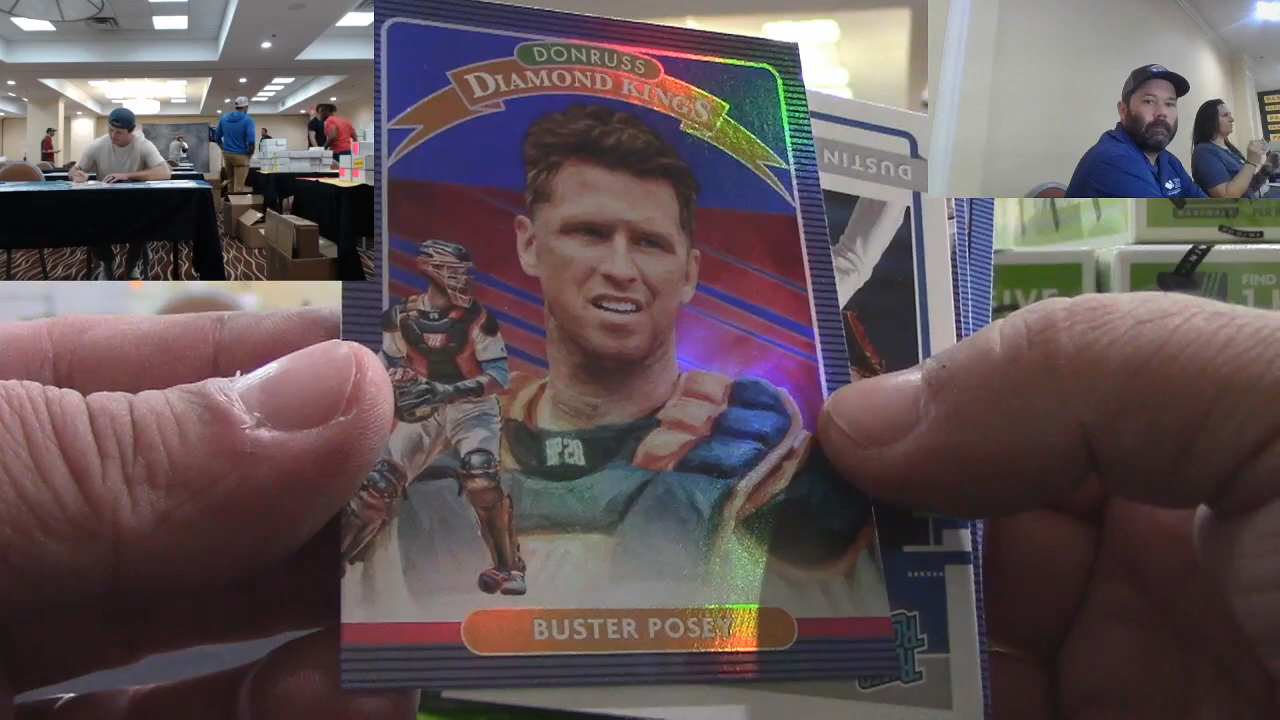 DONRUSS
DIAMOND KINGS
DUSTIN
FIND
BUSTER POSEY